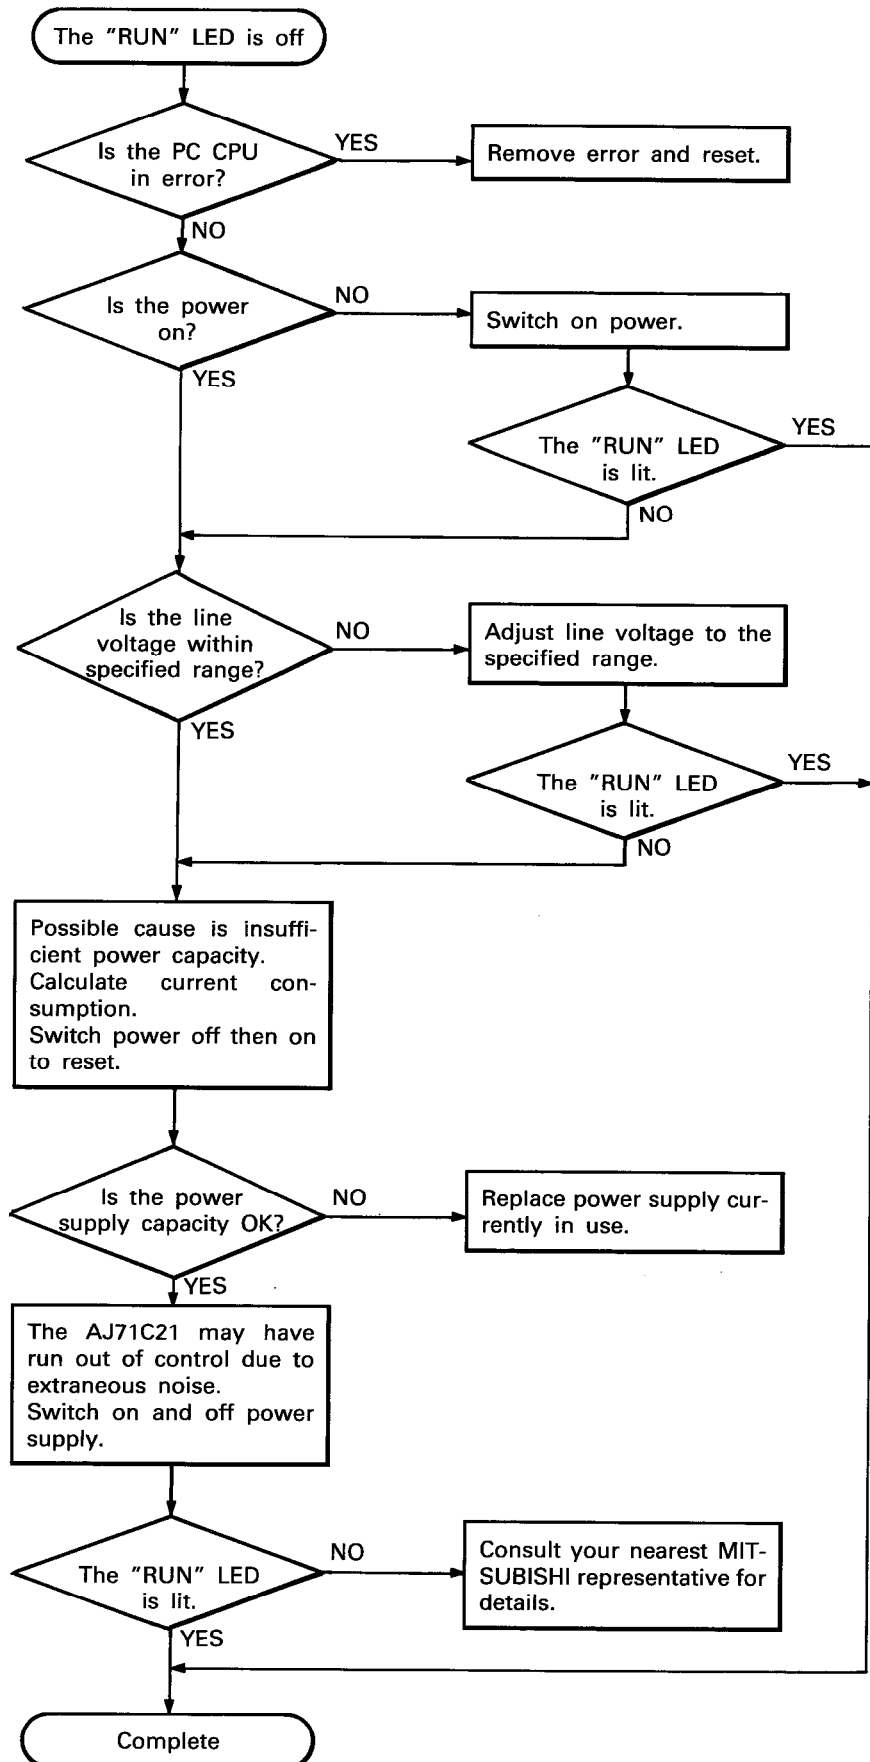 The "RUN" LED is off
Is the PC CPU
in error?
YES
Remove error and reset.
NO
Is the power
on?
NO
Switch on power.
YES
The "RUN" LED
is lit.
YES
NO
Is the line
voltage within
specified range?
NO
Adjust line voltage to the
specified range.
YES
The "RUN" LED
is lit.
YES
NO
Possible cause is insuffi-
cient power capacity.
Calculate current con-
sumption.
Switch power off then on
to reset.
Is the power
supply capacity OK?
NO
Replace power supply cur-
rently in use.
YES
The AJ71C21 may have
run out of control due to
extraneous noise.
Switch on and off power
supply.
The "RUN" LED
is lit.
NO
Consult your nearest MIT-
SUBISHI representative for
details.
YES
Complete